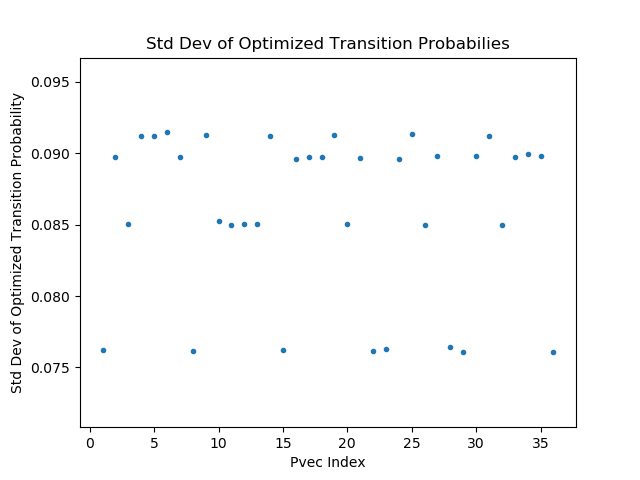 Std Dev of Optimized Transition Probabilies
Std Dev of Optimized Transition Probability
0.095
0.090
0.085
0.080
0.075
0 5 10 15 20 25 30 35
Pvec Index